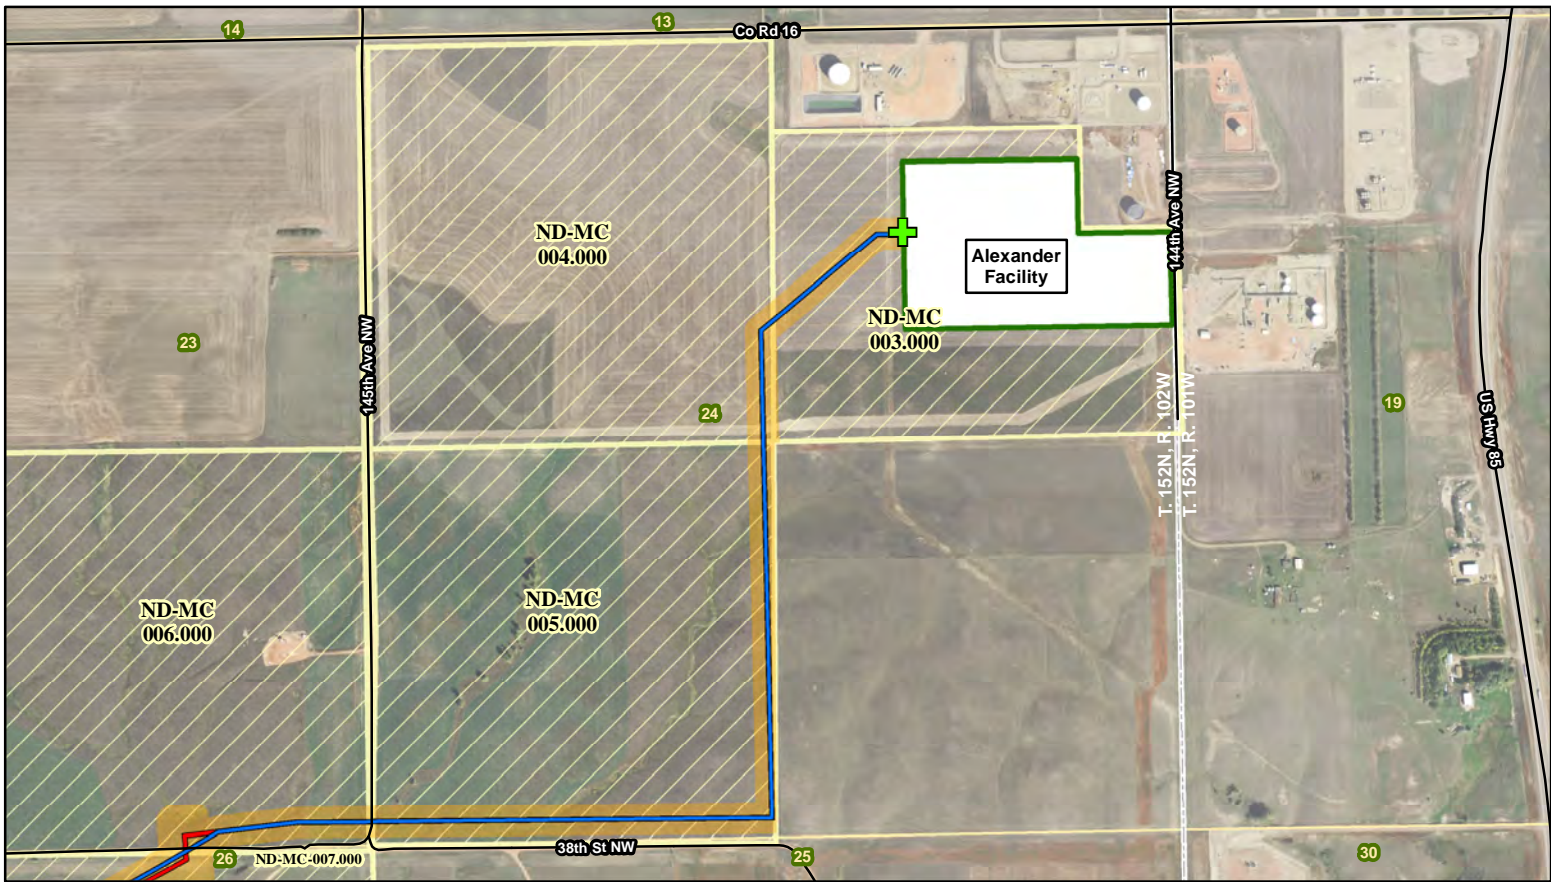 14
13
Co Rd 16
144th Ave NW
ND-MC
004.000
Alexander
Facility
ND-MC
003.000
23
145th Ave NW
24
T. 152N, R. 102W
T. 152N, R. 101W
19
US Hwy 85
ND-MC
006.000
ND-MC
005.000
26
ND-MC-007.000
38th St NW
25
30